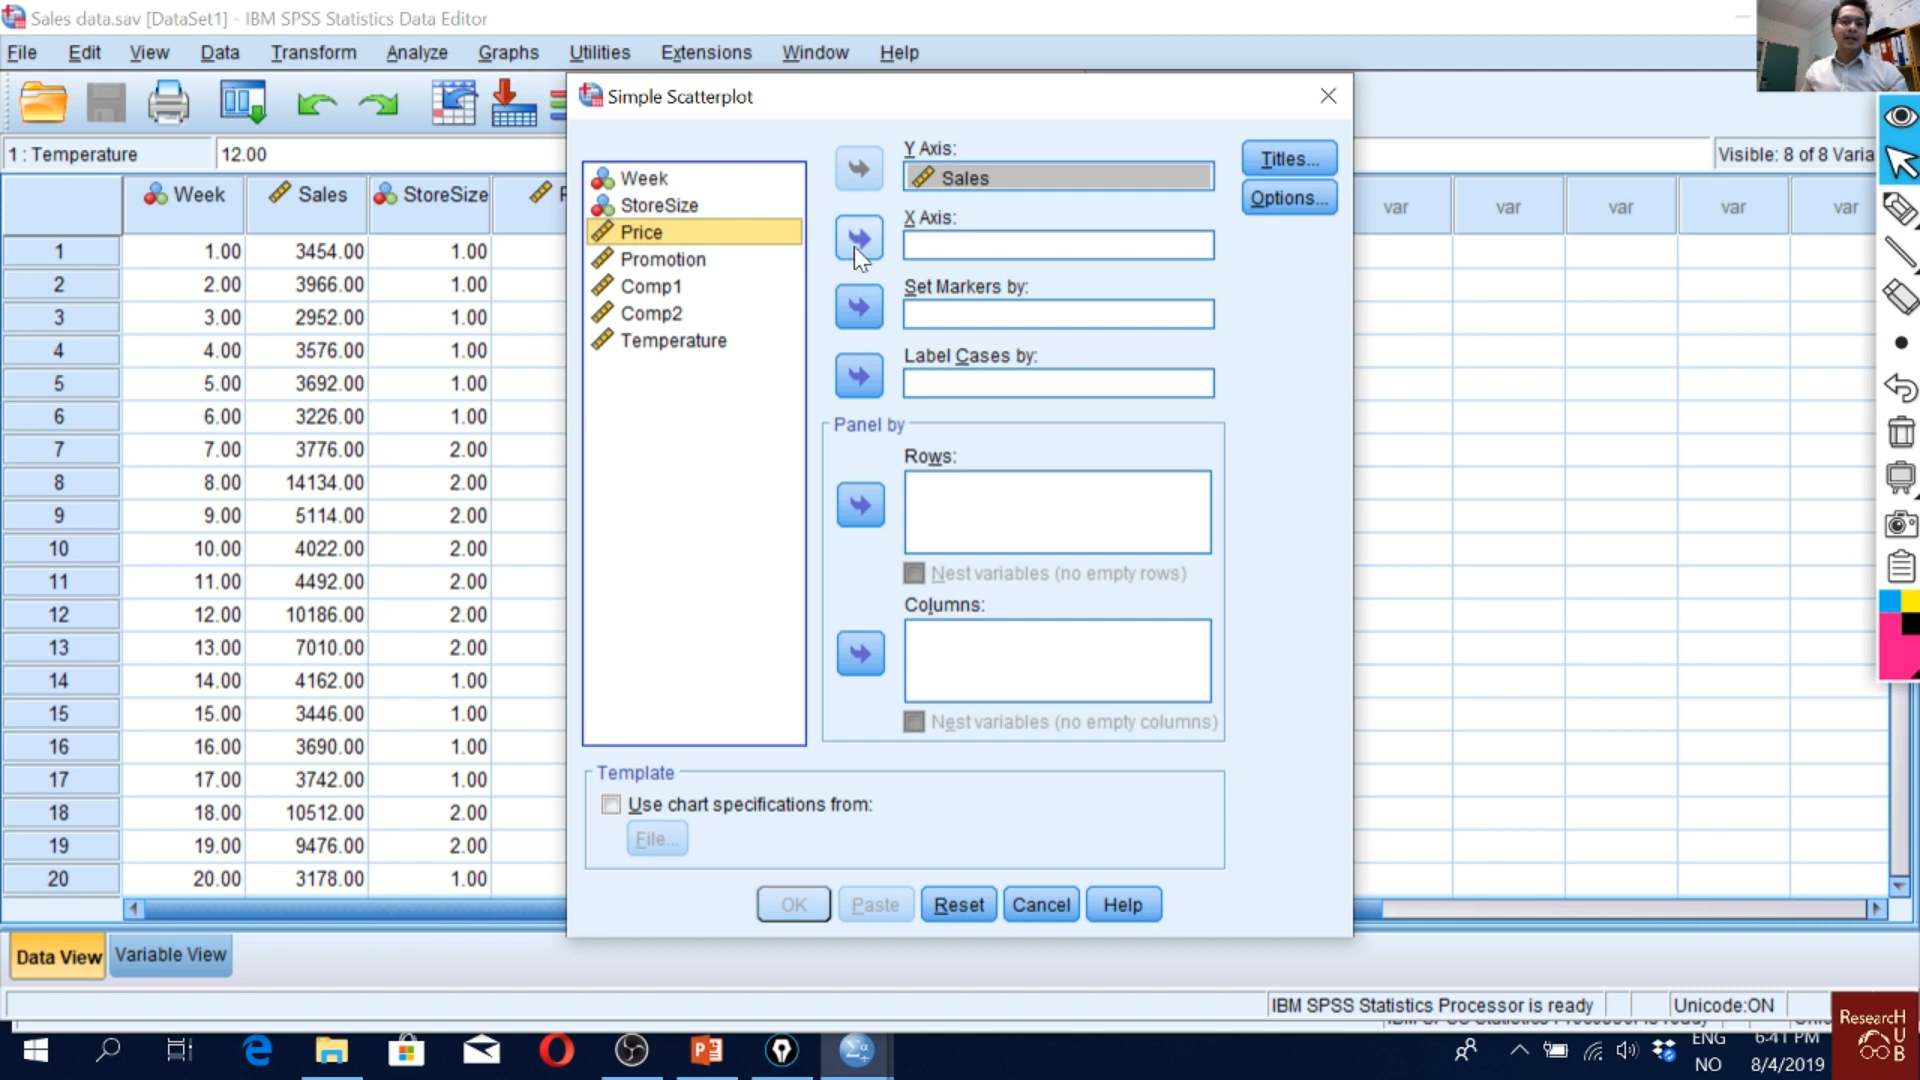 Sales data.sav [DataSet1] - IBM SPSS Statistics Data Editor
File Edit View Data Transform Analyze Graphs Utilities Extensions Window Help
Simple Scatterplot
1 : Temperature 12.00
Visible: 8 of 8 Varia
Week Sales StoreSize
var var var var var
1 1.00 3454.00 1.00
2 2.00 3966.00 1.00
3 3.00 2952.00 1.00
4 4.00 3576.00 1.00
5 5.00 3692.00 1.00
6 6.00 3226.00 1.00
7 7.00 3776.00 2.00
8 8.00 14134.00 2.00
9 9.00 5114.00 2.00
10 10.00 4022.00 2.00
11 11.00 4492.00 2.00
12 12.00 10186.00 2.00
13 13.00 7010.00 2.00
14 14.00 4162.00 1.00
15 15.00 3446.00 1.00
16 16.00 3690.00 1.00
17 17.00 3742.00 1.00
18 18.00 10512.00 2.00
19 19.00 9476.00 2.00
20 20.00 3178.00 1.00
Week
StoreSize
Price
Promotion
Comp1
Comp2
Temperature
Y Axis:
Sales
X Axis:
Set Markers by:
Label Cases by:
Panel by
Rows:
Nest variables (no empty rows)
Columns:
Nest variables (no empty columns)
Titles...
Options...
Template
Use chart specifications from:
File...
OK Paste Reset Cancel Help
Data View Variable View
IBM SPSS Statistics Processor is ready Unicode:ON
ENG 6:41 PM
NO 8/4/2019
ResearcH
U
B